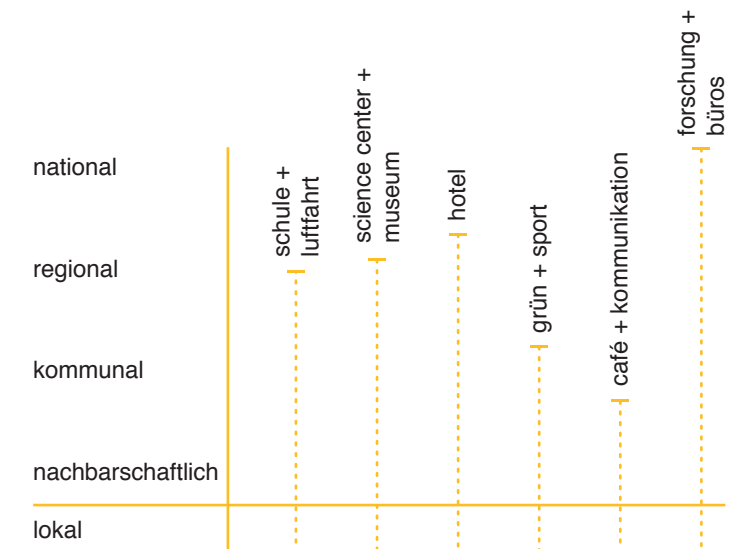 national
regional
kommunal
nachbarschaftlich
lokal
schule +
luftfahrt
science center +
museum
hotel
grün + sport
café + kommunikation
forschung +
büros